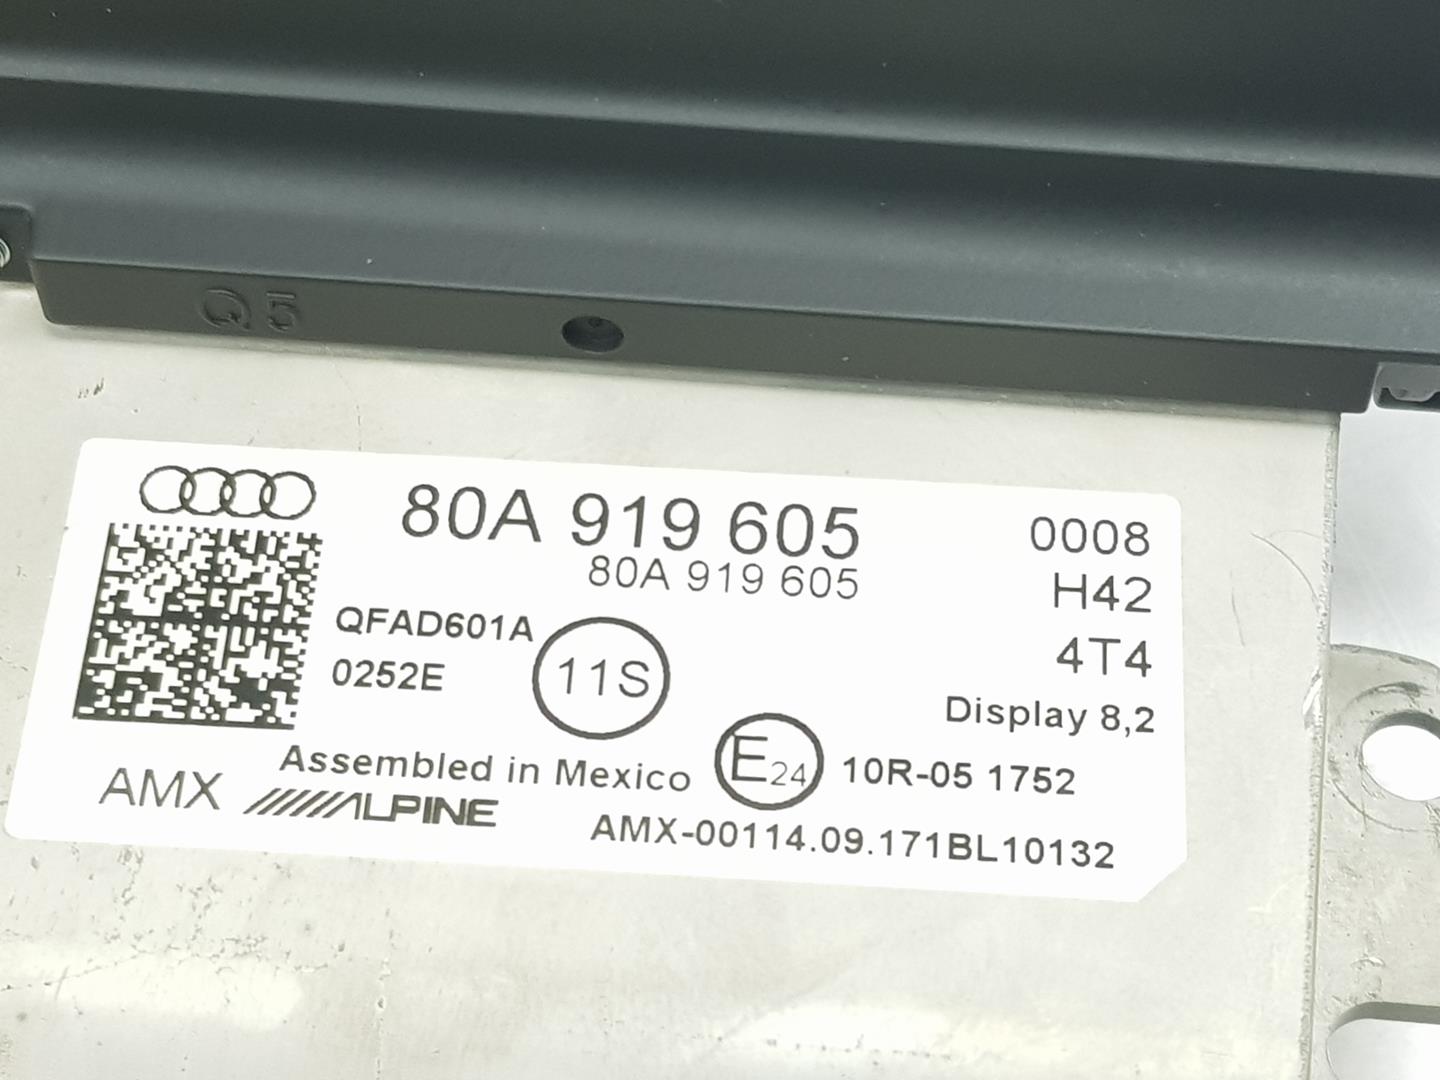 Q5
80A 919 605
0008
80A 919 605
H42
QFAD601A
4T4
0252E
11S
Display 8,2
Assembled in Mexico
E24
10R-05 1752
AMX
ALPINE
AMX-00114.09.171BL10132